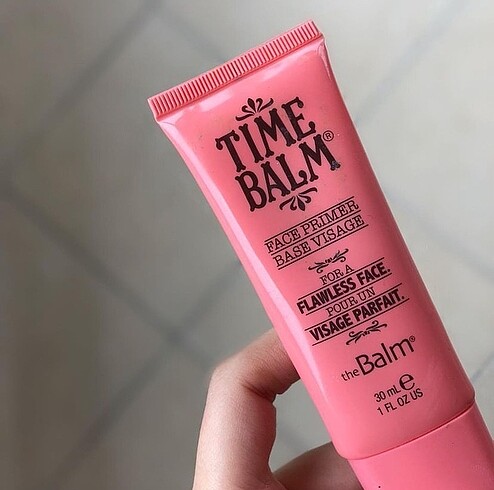 TIME
BALM®
FACE PRIMER
BASE VISAGE
FOR A
FLAWLESS FACE.
POUR UN
VISAGE PARFAIT.
theBalm®
30 mL ℮
1 FL OZ US